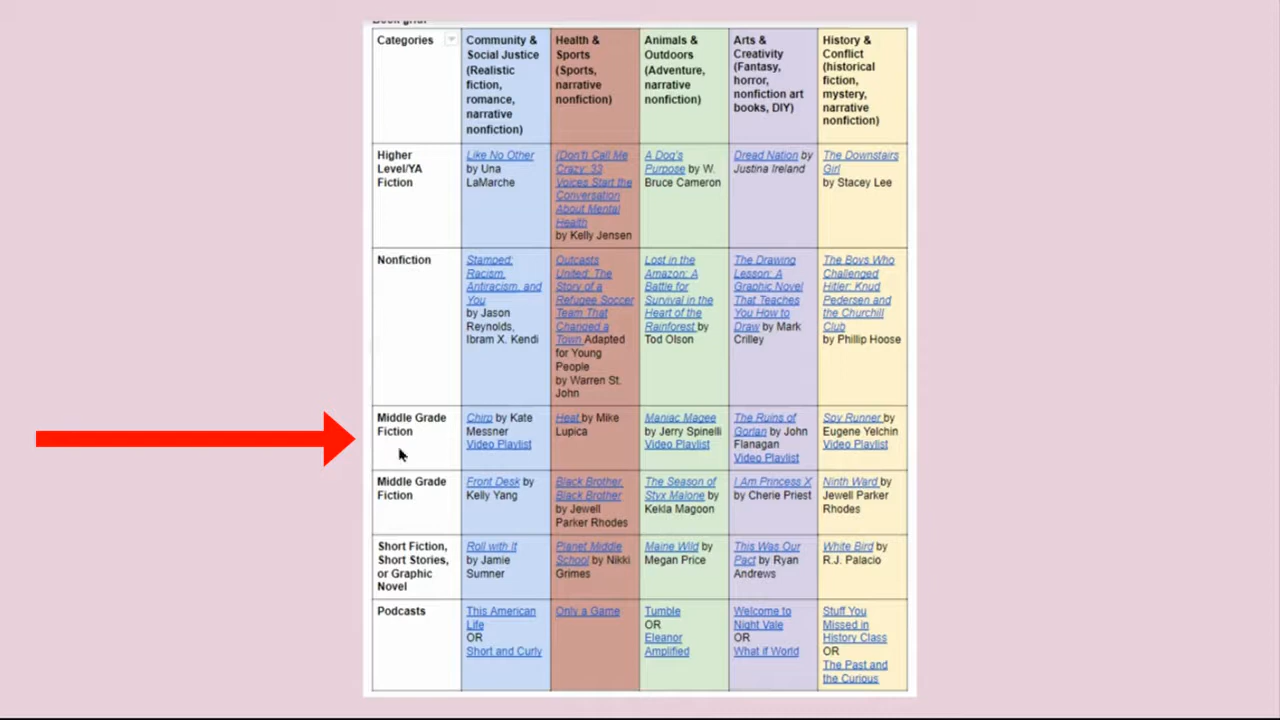 Book grid
Categories
Community &
Social Justice
(Realistic
fiction,
romance,
narrative
nonfiction)
Health &
Sports
(Sports,
narrative
nonfiction)
Animals &
Outdoors
(Adventure,
narrative
nonfiction)
Arts &
Creativity
(Fantasy,
horror,
nonfiction art
books, DIY)
History &
Conflict
(historical
fiction,
mystery,
narrative
nonfiction)
Higher
Level/YA
Fiction
Like No Other
by Una
LaMarche
(Don't) Call Me
Crazy: 33
Voices Start the
Conversation
About Mental
Health
by Kelly Jensen
A Dog's
Purpose by W.
Bruce Cameron
Dread Nation by
Justina Ireland
The Downstairs
Girl
by Stacey Lee
Nonfiction
Stamped:
Racism,
Antiracism, and
You
by Jason
Reynolds,
Ibram X. Kendi
Outcasts
United: The
Story of a
Refugee Soccer
Team That
Changed a
Town Adapted
for Young
People
by Warren St.
John
Lost in the
Amazon: A
Battle for
Survival in the
Heart of the
Rainforest by
Tod Olson
The Drawing
Lesson: A
Graphic Novel
That Teaches
You How to
Draw by Mark
Crilley
The Boys Who
Challenged
Hitler: Knud
Pedersen and
the Churchill
Club
by Phillip Hoose
Middle Grade
Fiction
Chirp by Kate
Messner
Video Playlist
Heat by Mike
Lupica
Maniac Magee
by Jerry Spinelli
Video Playlist
The Ruins of
Gorlan by John
Flanagan
Video Playlist
Spy Runner by
Eugene Yelchin
Video Playlist
Middle Grade
Fiction
Front Desk by
Kelly Yang
Black Brother,
Black Brother
by Jewell
Parker Rhodes
The Season of
Styx Malone by
Kekla Magoon
I Am Princess X
by Cherie Priest
Ninth Ward by
Jewell Parker
Rhodes
Short Fiction,
Short Stories,
or Graphic
Novel
Roll with It
by Jamie
Sumner
Planet Middle
School by Nikki
Grimes
Maine Wild by
Megan Price
This Was Our
Pact by Ryan
Andrews
White Bird by
R.J. Palacio
Podcasts
This American
Life
OR
Short and Curly
Only a Game
Tumble
OR
Eleanor
Amplified
Welcome to
Night Vale
OR
What if World
Stuff You
Missed in
History Class
OR
The Past and
the Curious